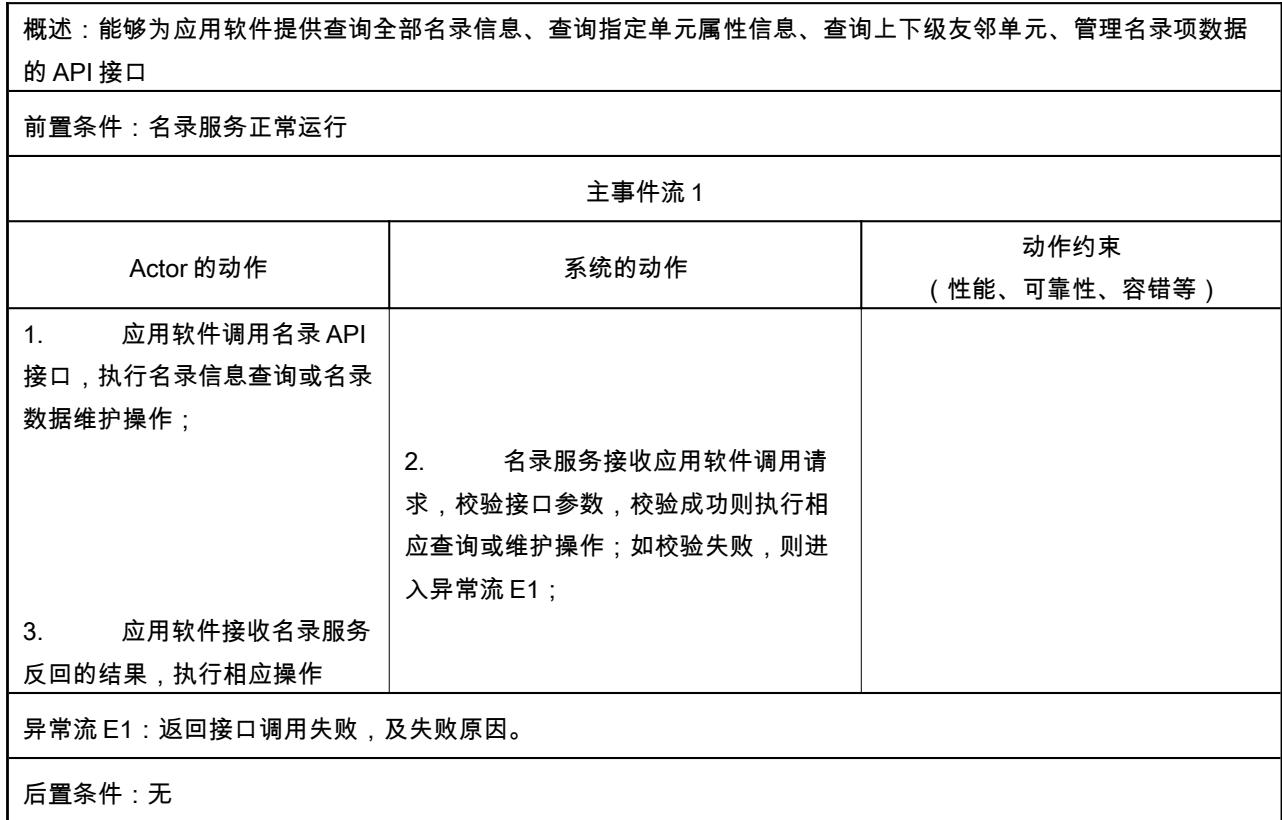 概述：能够为应用软件提供查询全部名录信息、查询指定单元属性信息、查询上下级友邻单元、管理名录项数据
的 API 接口
前置条件：名录服务正常运行
主事件流 1
Actor 的动作
系统的动作
动作约束
（性能、可靠性、容错等）
1. 应用软件调用名录 API
接口，执行名录信息查询或名录
数据维护操作；
2. 名录服务接收应用软件调用请
求，校验接口参数，校验成功则执行相
应查询或维护操作；如校验失败，则进
入异常流 E1；
3. 应用软件接收名录服务
反回的结果，执行相应操作
异常流 E1：返回接口调用失败，及失败原因。
后置条件：无